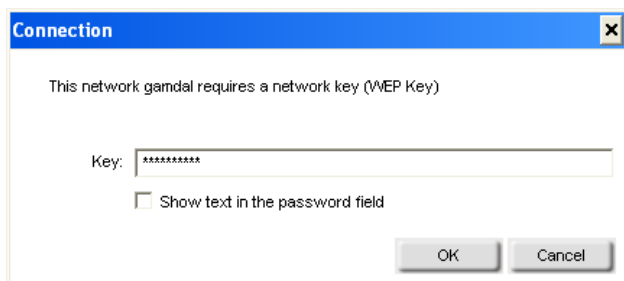 Connection
This network gamdal requires a network key (WEP Key)
Key: **********
Show text in the password field
OK Cancel